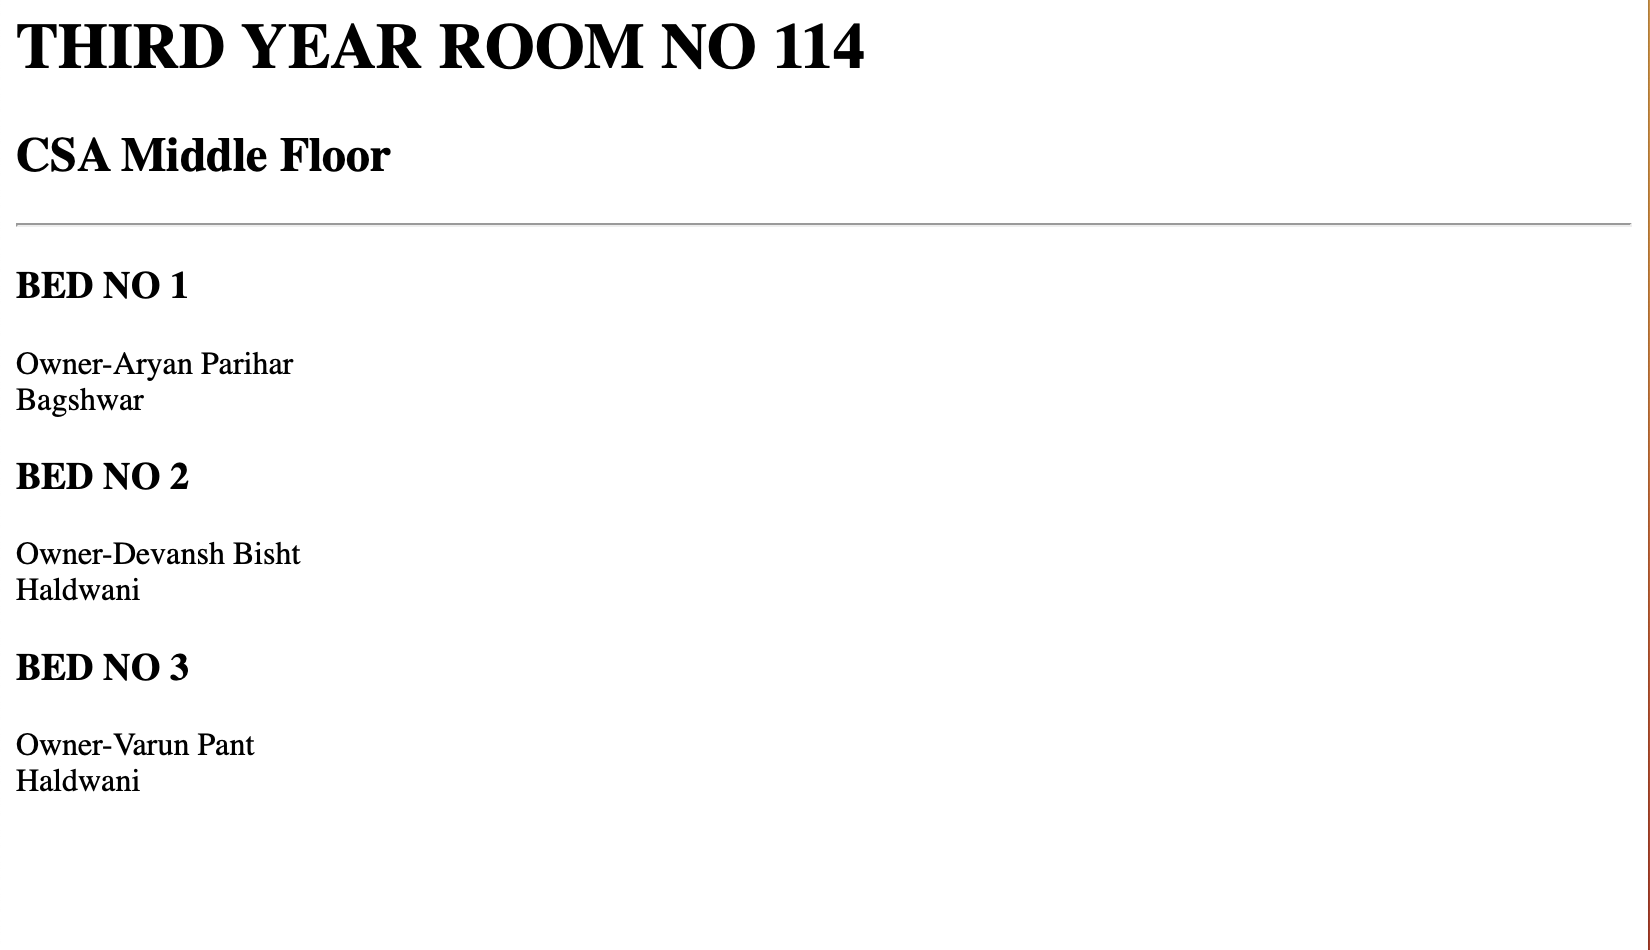 THIRD YEAR ROOM NO 114
CSA Middle Floor
BED NO 1
Owner-Aryan Parihar
Bagshwar
BED NO 2
Owner-Devansh Bisht
Haldwani
BED NO 3
Owner-Varun Pant
Haldwani